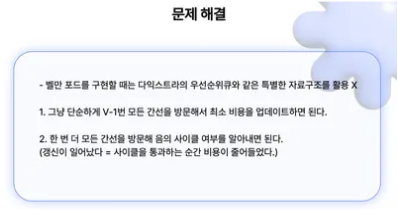 문제 해결
- 벨만 포드를 구현할 때는 다익스트라의 우선순위큐와 같은 특별한 자료구조를 활용 X
1. 그냥 단순하게 V-1번 모든 간선을 방문해서 최소 비용을 업데이트하면 된다.
2. 한 번 더 모든 간선을 방문해 음의 사이클 여부를 알아내면 된다.
(갱신이 일어났다 = 사이클을 통과하는 순간 비용이 줄어들었다.)